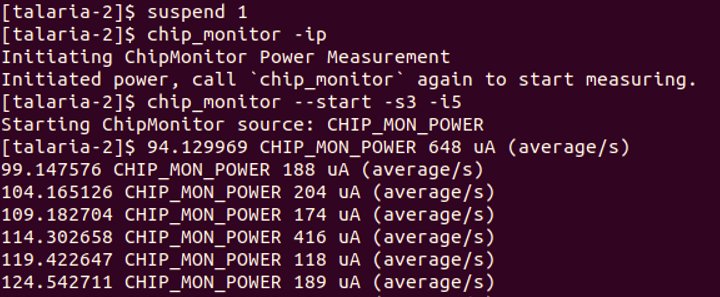 [talaria-2]$ suspend 1
[talaria-2]$ chip_monitor -ip
Initiating ChipMonitor Power Measurement
Initiated power, call `chip_monitor` again to start measuring.
[talaria-2]$ chip_monitor --start -s3 -i5
Starting ChipMonitor source: CHIP_MON_POWER
[talaria-2]$ 94.129969 CHIP_MON_POWER 648 uA (average/s)
99.147576 CHIP_MON_POWER 188 uA (average/s)
104.165126 CHIP_MON_POWER 204 uA (average/s)
109.182704 CHIP_MON_POWER 174 uA (average/s)
114.302658 CHIP_MON_POWER 416 uA (average/s)
119.422647 CHIP_MON_POWER 118 uA (average/s)
124.542711 CHIP_MON_POWER 189 uA (average/s)